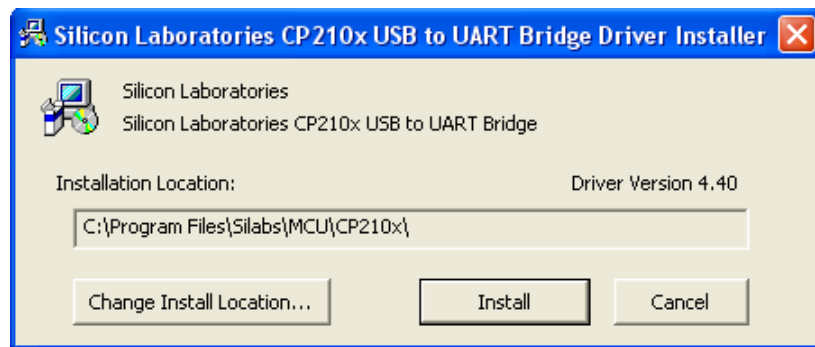 Silicon Laboratories CP210x USB to UART Bridge Driver Installer
Silicon Laboratories
Silicon Laboratories CP210x USB to UART Bridge
Installation Location:
Driver Version 4.40
C:\Program Files\Silabs\MCU\CP210x\
Change Install Location...
Install
Cancel